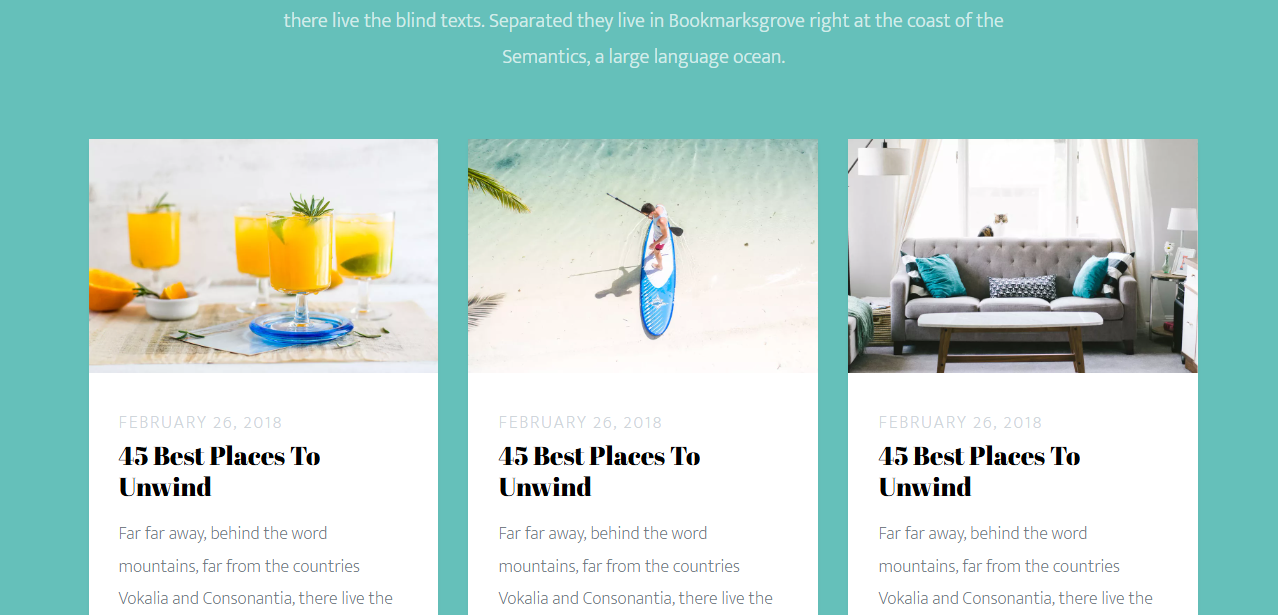 there live the blind texts. Separated they live in Bookmarksgrove right at the coast of the
Semantics, a large language ocean.
FEBRUARY 26, 2018
45 Best Places To
Unwind
Far far away, behind the word
mountains, far from the countries
Vokalia and Consonantia, there live the
FEBRUARY 26, 2018
45 Best Places To
Unwind
Far far away, behind the word
mountains, far from the countries
Vokalia and Consonantia, there live the
FEBRUARY 26, 2018
45 Best Places To
Unwind
Far far away, behind the word
mountains, far from the countries
Vokalia and Consonantia, there live the